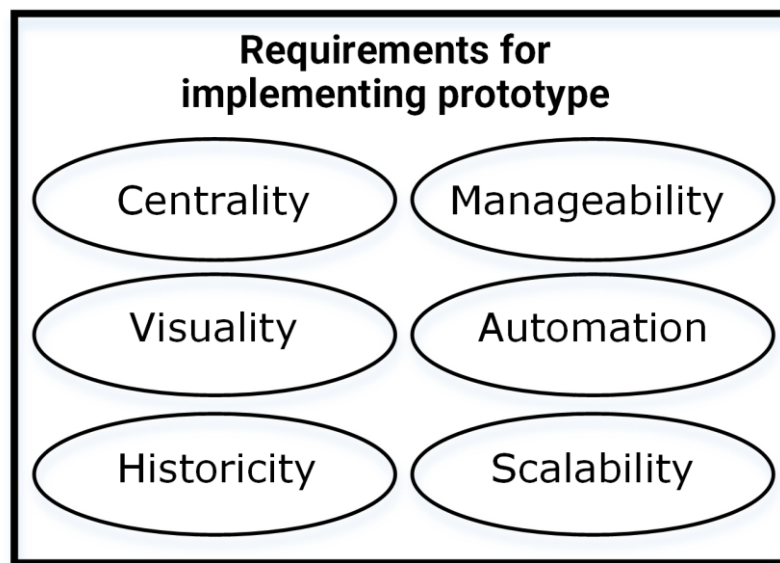 Requirements for
implementing prototype
Centrality
Manageability
Visuality
Automation
Historicity
Scalability